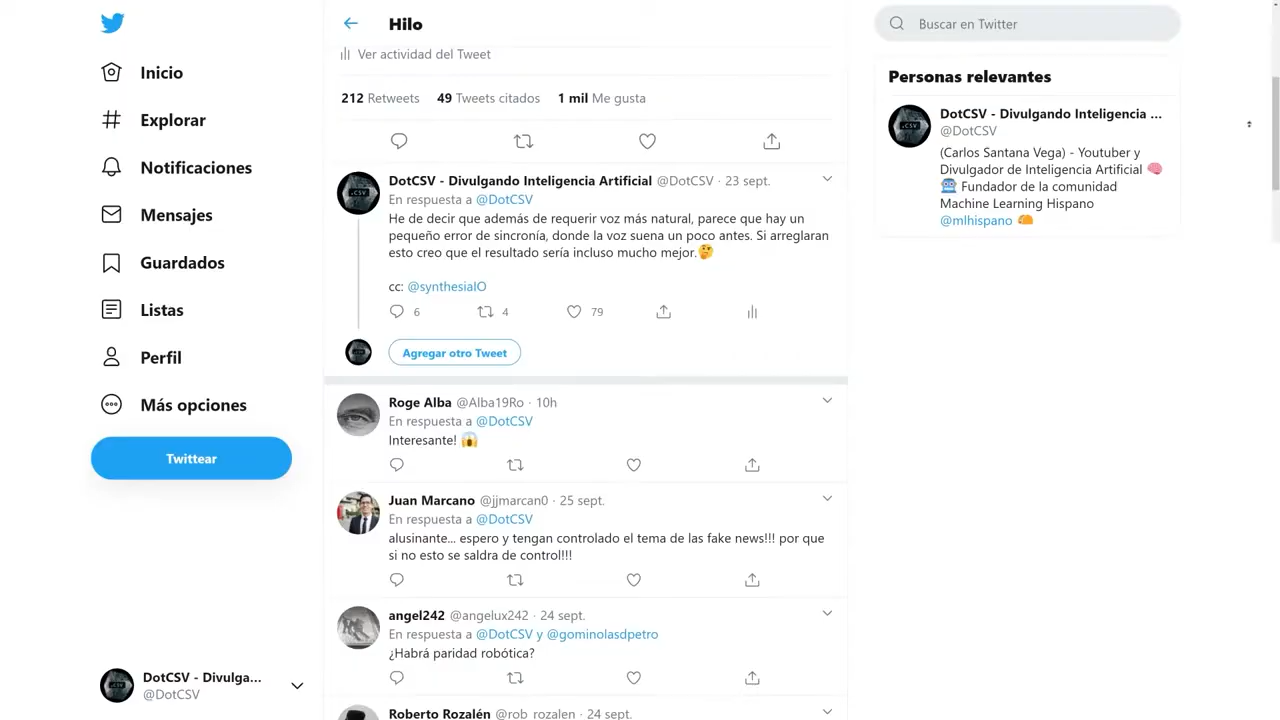 Inicio
Explorar
Notificaciones
Mensajes
Guardados
Listas
Perfil
Más opciones
Twittear
DotCSV - Divulga...
@DotCSV
Hilo
Ver actividad del Tweet
212 Retweets 49 Tweets citados 1 mil Me gusta
DotCSV - Divulgando Inteligencia Artificial @DotCSV · 23 sept.
En respuesta a @DotCSV
He de decir que además de requerir voz más natural, parece que hay un
pequeño error de sincronía, donde la voz suena un poco antes. Si arreglaran
esto creo que el resultado sería incluso mucho mejor.🤔
cc: @synthesiaIO
6 4 79
Agregar otro Tweet
Roge Alba @Alba19Ro · 10h
En respuesta a @DotCSV
Interesante! 😱
Juan Marcano @jjmarcan0 · 25 sept.
En respuesta a @DotCSV
alusinante... espero y tengan controlado el tema de las fake news!!! por que
si no esto se saldra de control!!!
angel242 @angelux242 · 24 sept.
En respuesta a @DotCSV y @gominolasdpetro
¿Habrá paridad robótica?
Roberto Rozalén @rob_rozalen · 24 sept.
Buscar en Twitter
Personas relevantes
DotCSV - Divulgando Inteligencia ...
@DotCSV
(Carlos Santana Vega) - Youtuber y
Divulgador de Inteligencia Artificial 🧠
🤖 Fundador de la comunidad
Machine Learning Hispano
@mlhispano 🌮